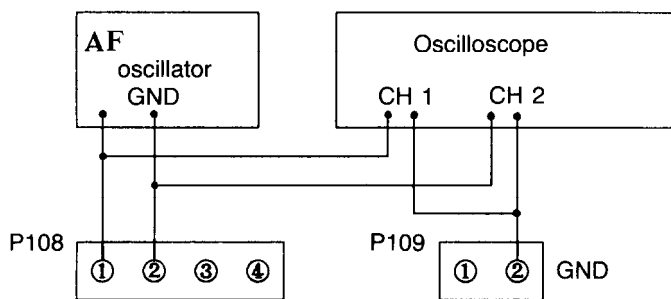 AF
oscillator
GND
Oscilloscope
CH 1 CH 2
P108
① ② ③ ④
P109
① ②
GND